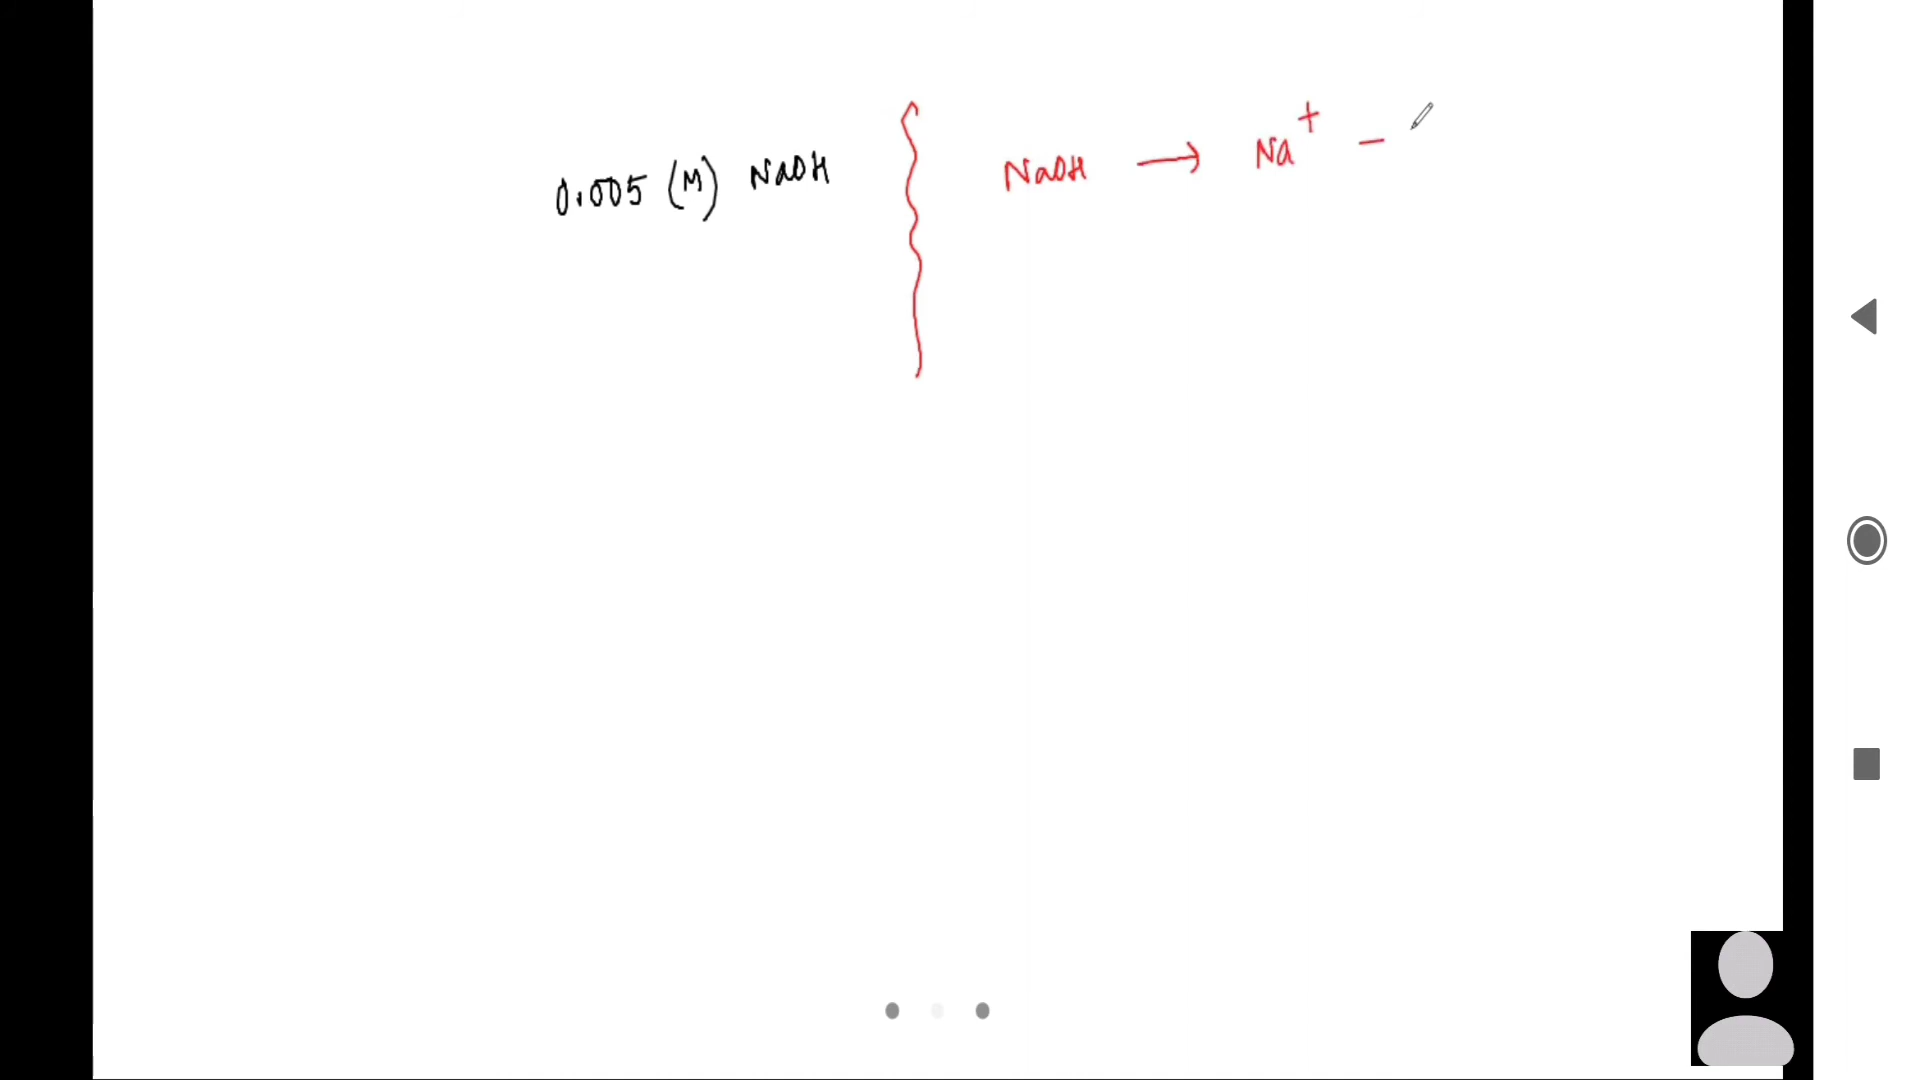 0.005 (M) NaOH
NaOH → Na⁺ -